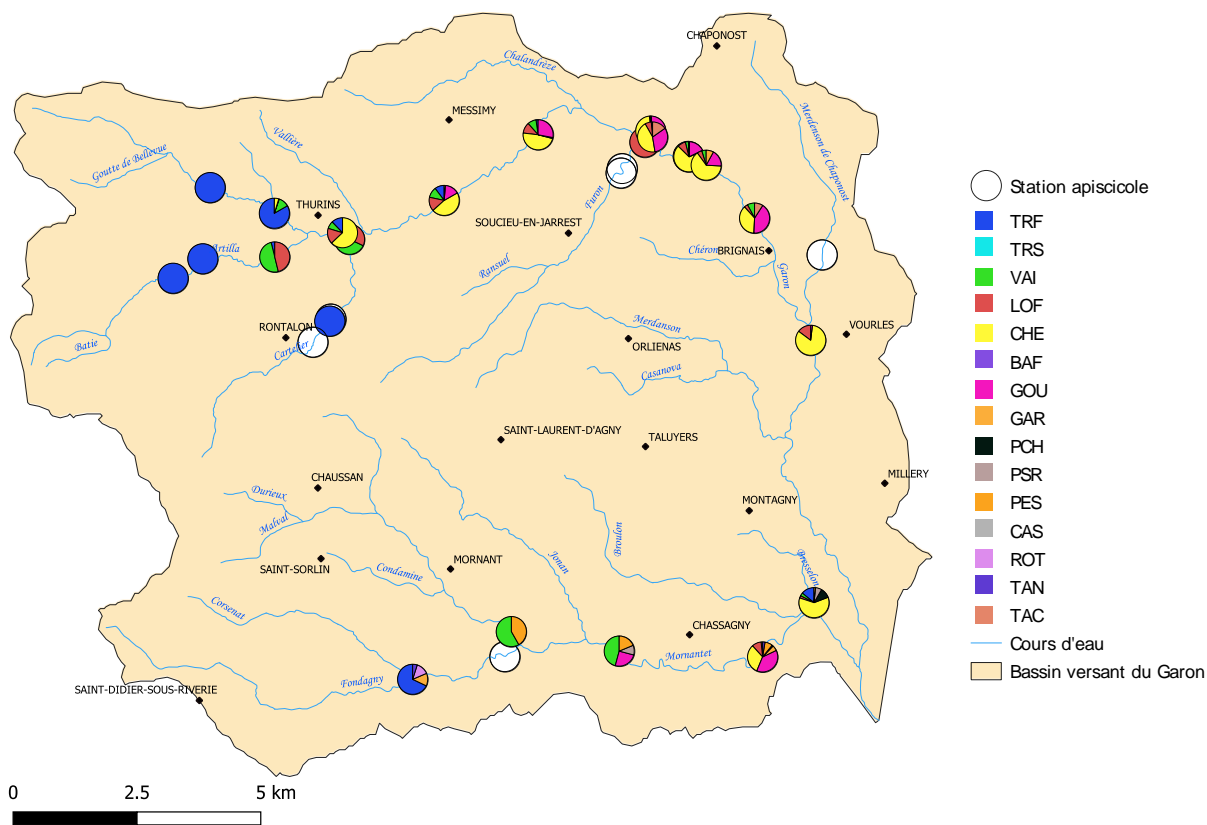 CHAPONOST
Chalandrèze
MESSIMY
Merdenson de Chaponost
Vallière
Goutte de Bellevue
THURINS
Furon
SOUCIEU-EN-JARREST
Artilla
Chéron
BRIGNAIS
Garon
Ransuel
RONTALON
Cartelier
Batie
Merdanson
ORLIENAS
VOURLES
Casanova
SAINT-LAURENT-D'AGNY
TALUYERS
CHAUSSAN
Durieux
MILLERY
MONTAGNY
Malval
SAINT-SORLIN
MORNANT
Condamine
Jonan
Broulon
Bresselon
Corsenat
CHASSAGNY
Mornantet
Fondagny
SAINT-DIDIER-SOUS-RIVERIE
0 2.5 5 km
Station apiscicole
TRF
TRS
VAI
LOF
CHE
BAF
GOU
GAR
PCH
PSR
PES
CAS
ROT
TAN
TAC
Cours d'eau
Bassin versant du Garon